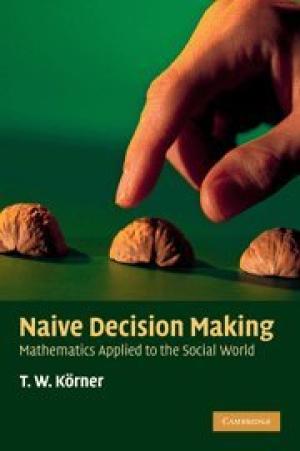 Naive Decision Making
Mathematics Applied to the Social World
T. W. Körner
CAMBRIDGE